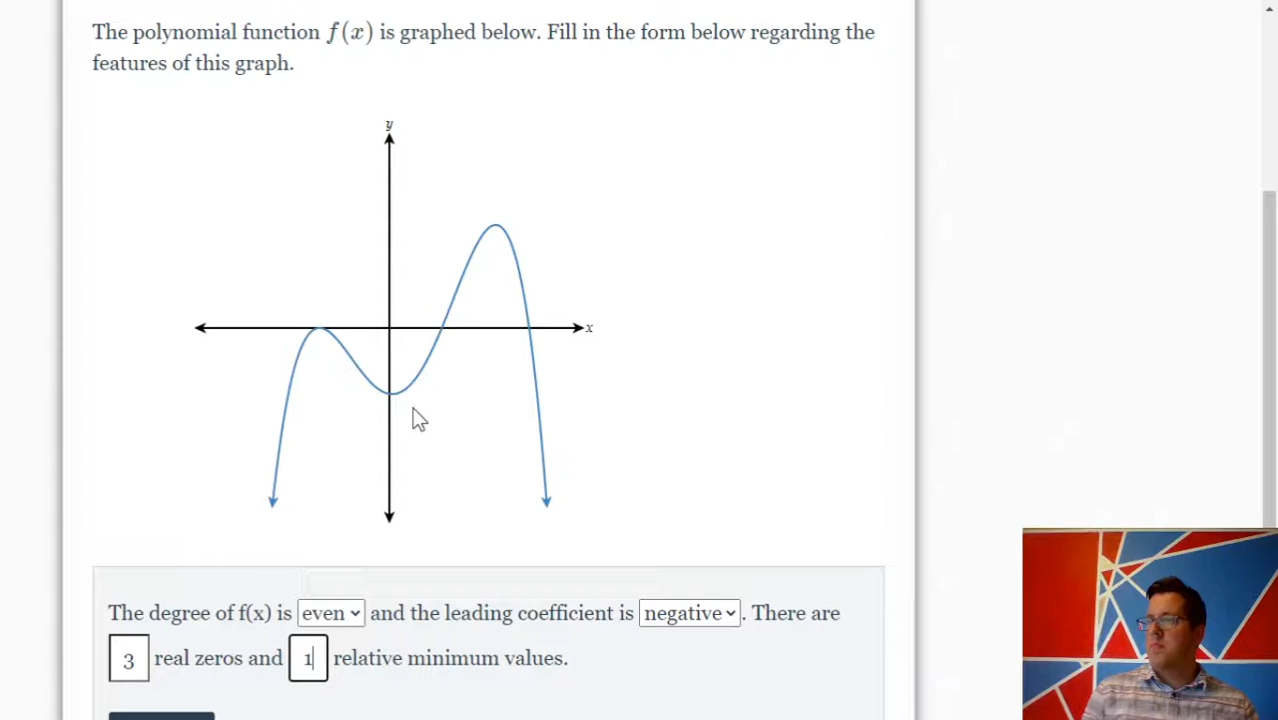 The polynomial function f(x) is graphed below. Fill in the form below regarding the
features of this graph.
y
x
The degree of f(x) is even and the leading coefficient is negative. There are
3 real zeros and 1 relative minimum values.